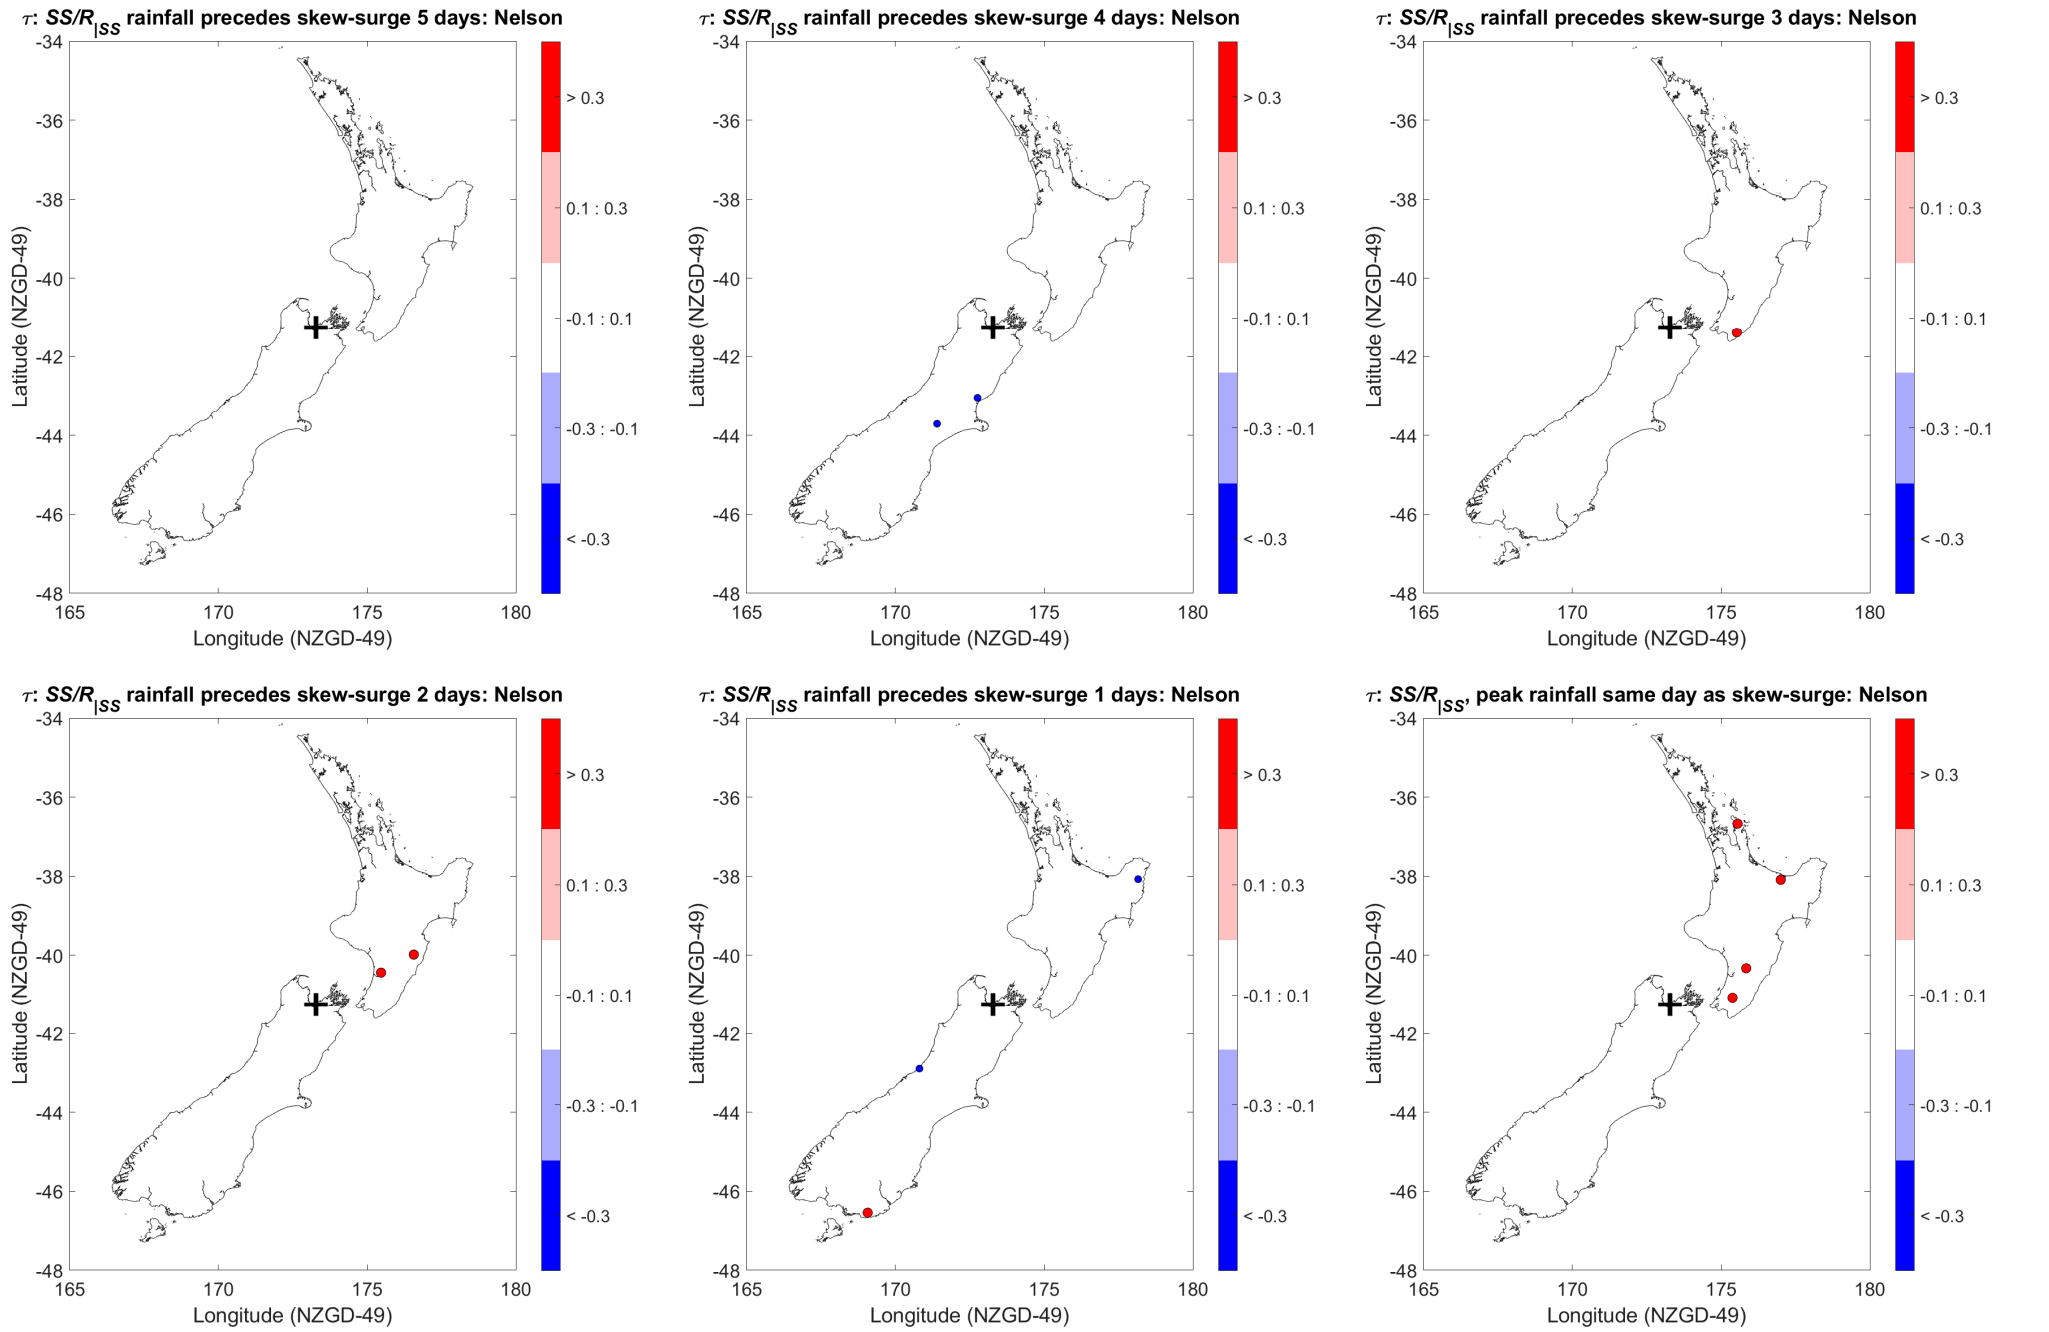 τ: SS/R|SS rainfall precedes skew-surge 5 days: Nelson
-34
-36
-38
-40
-42
-44
-46
-48
165
170
175
180
Latitude (NZGD-49)
Longitude (NZGD-49)
> 0.3
0.1 : 0.3
-0.1 : 0.1
-0.3 : -0.1
< -0.3
τ: SS/R|SS rainfall precedes skew-surge 4 days: Nelson
-34
-36
-38
-40
-42
-44
-46
-48
165
170
175
180
Latitude (NZGD-49)
Longitude (NZGD-49)
> 0.3
0.1 : 0.3
-0.1 : 0.1
-0.3 : -0.1
< -0.3
τ: SS/R|SS rainfall precedes skew-surge 3 days: Nelson
-34
-36
-38
-40
-42
-44
-46
-48
165
170
175
180
Latitude (NZGD-49)
Longitude (NZGD-49)
> 0.3
0.1 : 0.3
-0.1 : 0.1
-0.3 : -0.1
< -0.3
τ: SS/R|SS rainfall precedes skew-surge 2 days: Nelson
-34
-36
-38
-40
-42
-44
-46
-48
165
170
175
180
Latitude (NZGD-49)
Longitude (NZGD-49)
> 0.3
0.1 : 0.3
-0.1 : 0.1
-0.3 : -0.1
< -0.3
τ: SS/R|SS rainfall precedes skew-surge 1 days: Nelson
-34
-36
-38
-40
-42
-44
-46
-48
165
170
175
180
Latitude (NZGD-49)
Longitude (NZGD-49)
> 0.3
0.1 : 0.3
-0.1 : 0.1
-0.3 : -0.1
< -0.3
τ: SS/R|SS, peak rainfall same day as skew-surge: Nelson
-34
-36
-38
-40
-42
-44
-46
-48
165
170
175
180
Latitude (NZGD-49)
Longitude (NZGD-49)
> 0.3
0.1 : 0.3
-0.1 : 0.1
-0.3 : -0.1
< -0.3